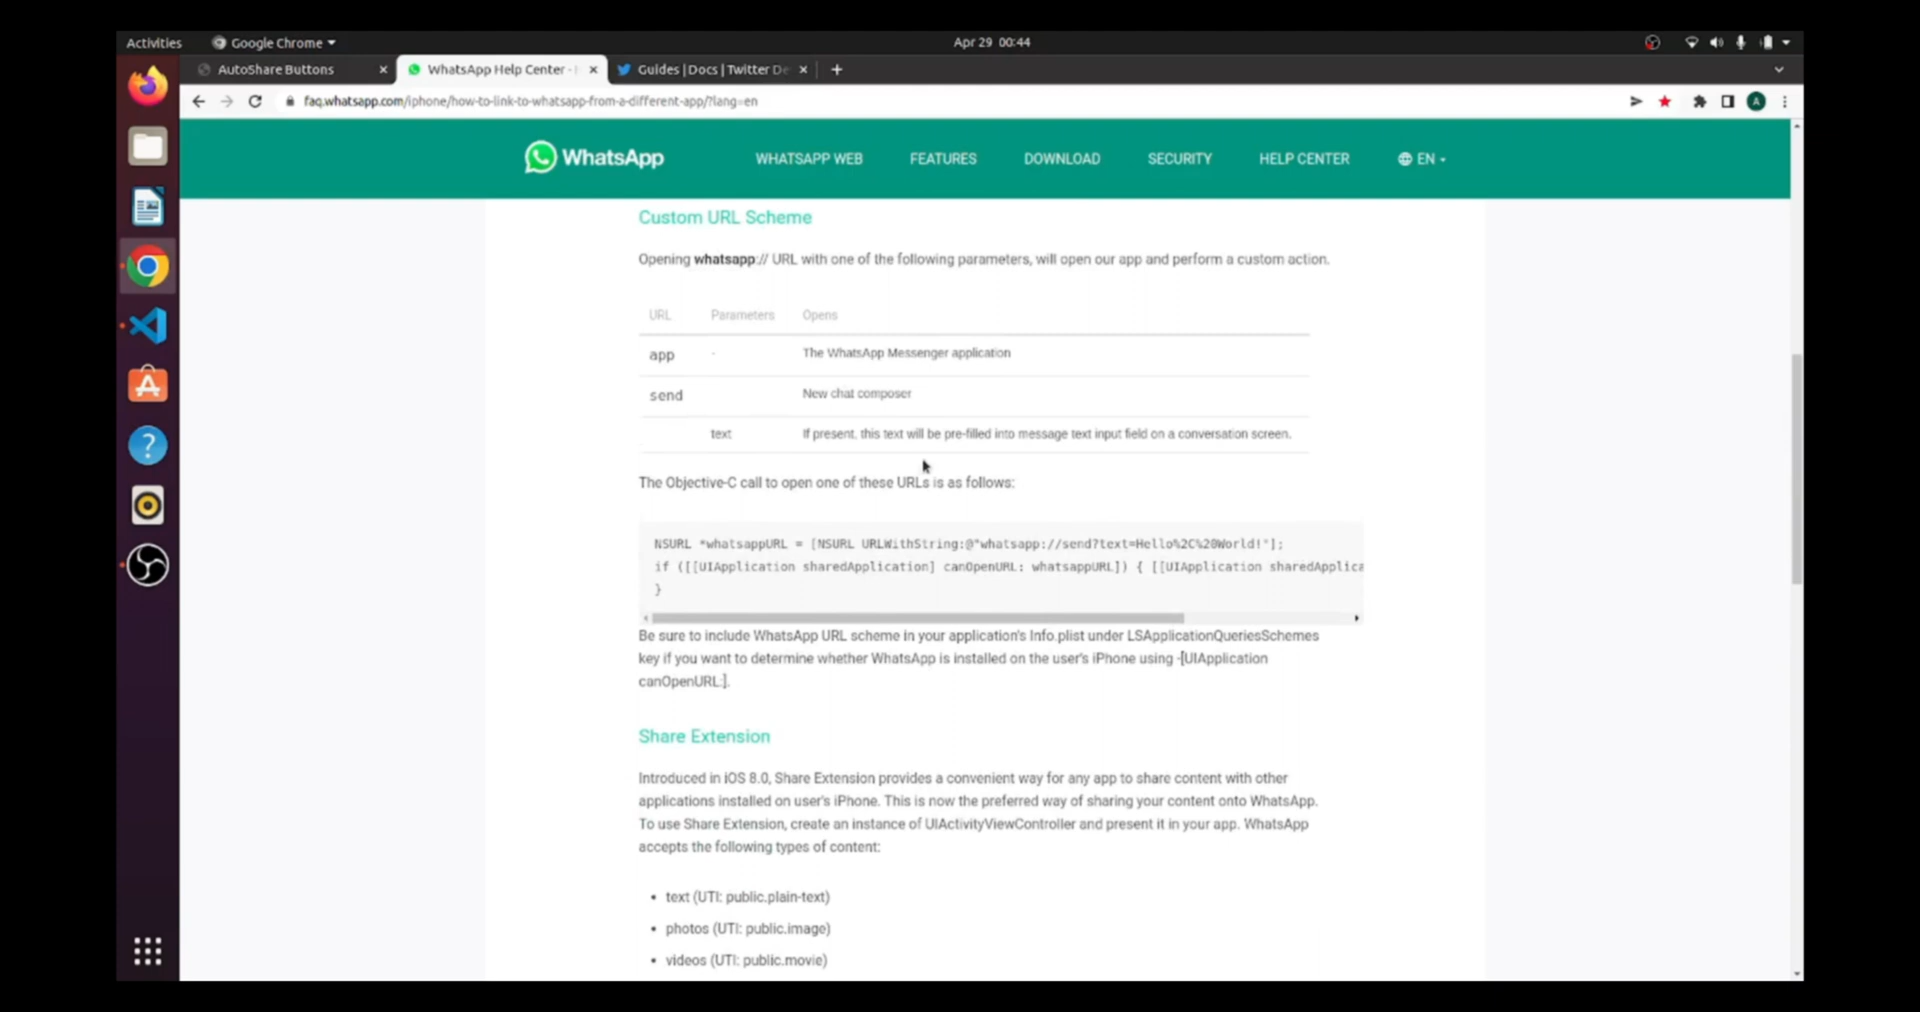 Activities Google Chrome Apr 29 00:44
AutoShare Buttons WhatsApp Help Center - Guides | Docs | Twitter De
faq.whatsapp.com/iphone/how-to-link-to-whatsapp-from-a-different-app/?lang=en A
WhatsApp WHATSAPP WEB FEATURES DOWNLOAD SECURITY HELP CENTER EN
Custom URL Scheme
Opening whatsapp:// URL with one of the following parameters, will open our app and perform a custom action.
URL Parameters Opens
app - The WhatsApp Messenger application
send New chat composer
text If present, this text will be pre-filled into message text input field on a conversation screen.
The Objective-C call to open one of these URLs is as follows:
NSURL *whatsappURL = [NSURL URLWithString:@"whatsapp://send?text=Hello%2C%20World!"];
if ([[UIApplication sharedApplication] canOpenURL: whatsappURL]) { [[UIApplication sharedApplica
}
Be sure to include WhatsApp URL scheme in your application's Info.plist under LSApplicationQueriesSchemes
key if you want to determine whether WhatsApp is installed on the user's iPhone using -[UIApplication
canOpenURL:].
Share Extension
Introduced in iOS 8.0, Share Extension provides a convenient way for any app to share content with other
applications installed on user's iPhone. This is now the preferred way of sharing your content onto WhatsApp.
To use Share Extension, create an instance of UIActivityViewController and present it in your app. WhatsApp
accepts the following types of content:
• text (UTI: public.plain-text)
• photos (UTI: public.image)
• videos (UTI: public.movie)